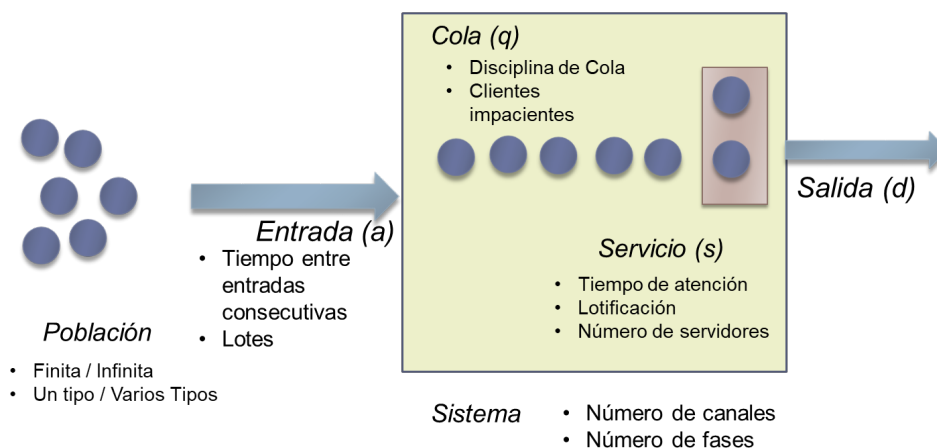 Cola (q)
• Disciplina de Cola
• Clientes
impacientes
Entrada (a)
• Tiempo entre
entradas
consecutivas
• Lotes
Salida (d)
Servicio (s)
• Tiempo de atención
• Lotificación
• Número de servidores
Población
• Finita / Infinita
• Un tipo / Varios Tipos
Sistema
• Número de canales
• Número de fases